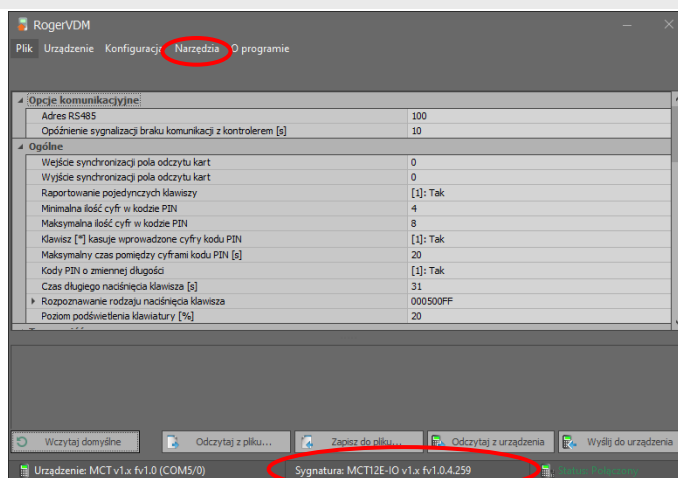 RogerVDM
Plik Urządzenie Konfiguracja Narzędzia O programie
Opcje komunikacyjne
Adres RS485 100
Opóźnienie sygnalizacji braku komunikacji z kontrolerem [s] 10
Ogólne
Wejście synchronizacji pola odczytu kart 0
Wyjście synchronizacji pola odczytu kart 0
Raportowanie pojedynczych klawiszy [1]: Tak
Minimalna ilość cyfr w kodzie PIN 4
Maksymalna ilość cyfr w kodzie PIN 8
Klawisz [*] kasuje wprowadzone cyfry kodu PIN [1]: Tak
Maksymalny czas pomiędzy cyframi kodu PIN [s] 20
Kody PIN o zmiennej długości [1]: Tak
Czas długiego naciśnięcia klawisza [s] 31
Rozpoznawanie rodzaju naciśnięcia klawisza 000500FF
Poziom podświetlenia klawiatury [%] 20
Wczytaj domyślne Odczytaj z pliku... Zapisz do pliku... Odczytaj z urządzenia Wyślij do urządzenia
Urządzenie: MCT v1.x fv1.0 (COM5/0) Sygnatura: MCT12E-IO v1.x fv1.0.4.259 Status: Połączony